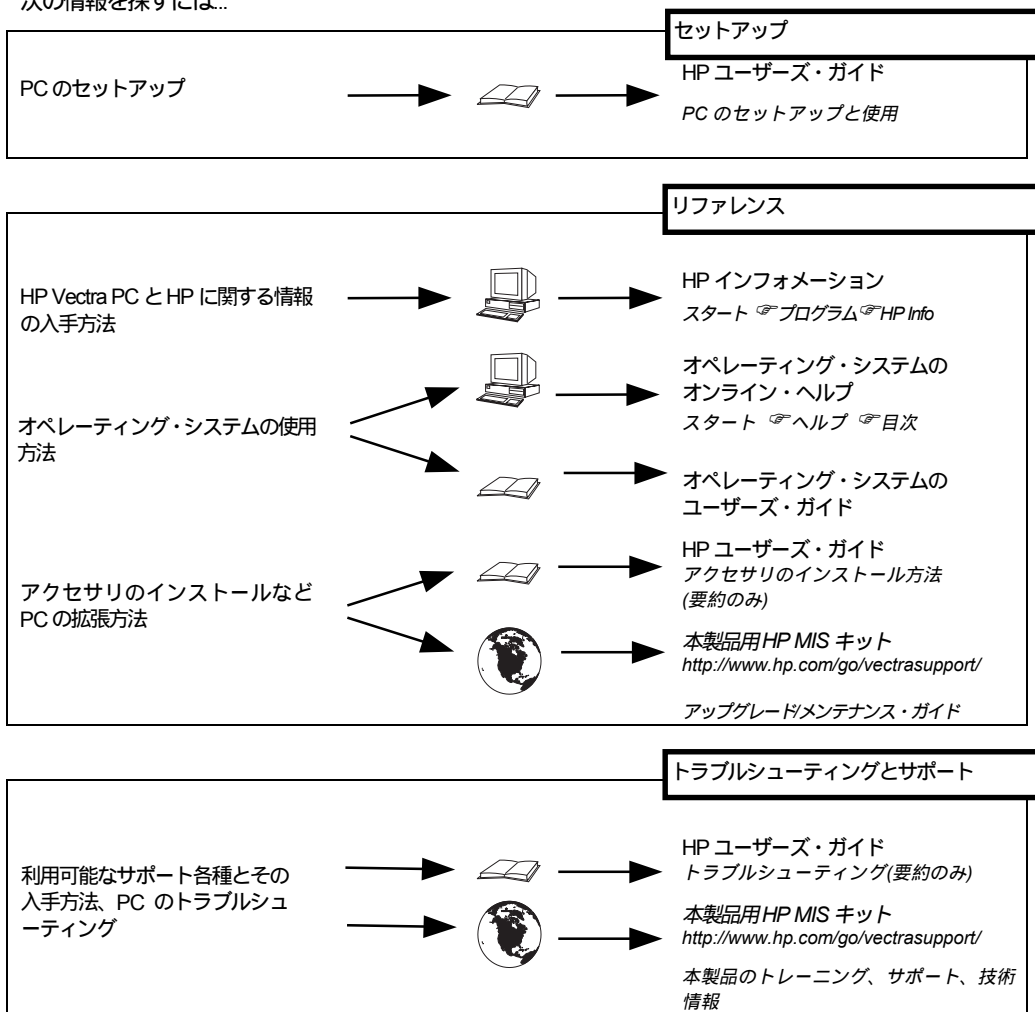 次の情報を探すには...
セットアップ
PC のセットアップ
HP ユーザーズ・ガイド
PC のセットアップと使用
リファレンス
HP Vectra PC と HP に関する情報
の入手方法
HP インフォメーション
スタート ☞プログラム☞HP Info
オペレーティング・システムの使用
方法
オペレーティング・システムの
オンライン・ヘルプ
スタート ☞ヘルプ ☞目次
オペレーティング・システムの
ユーザーズ・ガイド
アクセサリのインストールなど
PC の拡張方法
HP ユーザーズ・ガイド
アクセサリのインストール方法
(要約のみ)
本製品用 HP MIS キット
http://www.hp.com/go/vectrasupport/
アップグレード/メンテナンス・ガイド
トラブルシューティングとサポート
利用可能なサポート各種とその
入手方法、PC のトラブルシュ
ーティング
HP ユーザーズ・ガイド
トラブルシューティング(要約のみ)
本製品用 HP MIS キット
http://www.hp.com/go/vectrasupport/
本製品のトレーニング、サポート、技術
情報